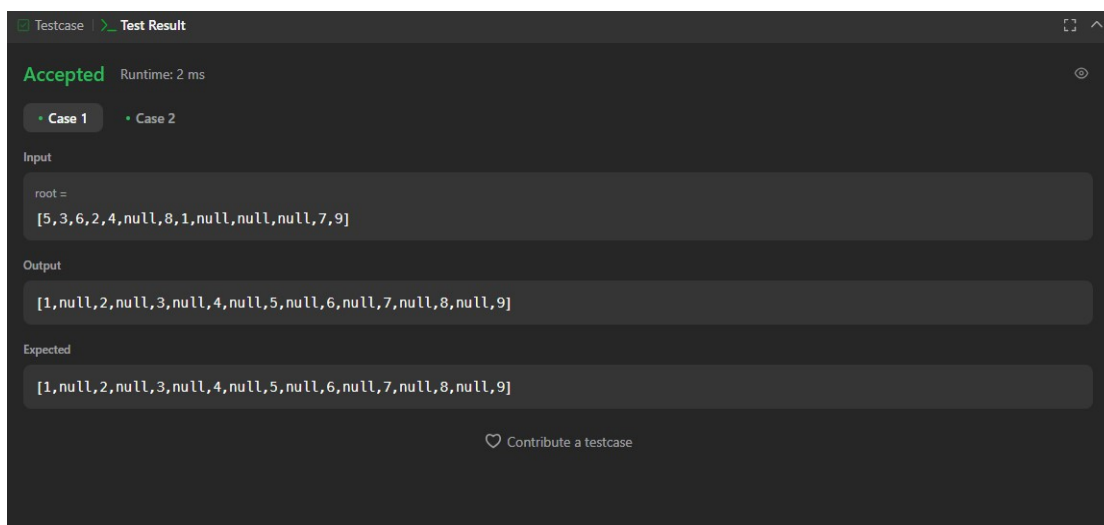 Testcase | >_ Test Result
Accepted Runtime: 2 ms
• Case 1 • Case 2
Input
root =
[5,3,6,2,4,null,8,1,null,null,null,7,9]
Output
[1,null,2,null,3,null,4,null,5,null,6,null,7,null,8,null,9]
Expected
[1,null,2,null,3,null,4,null,5,null,6,null,7,null,8,null,9]
Contribute a testcase